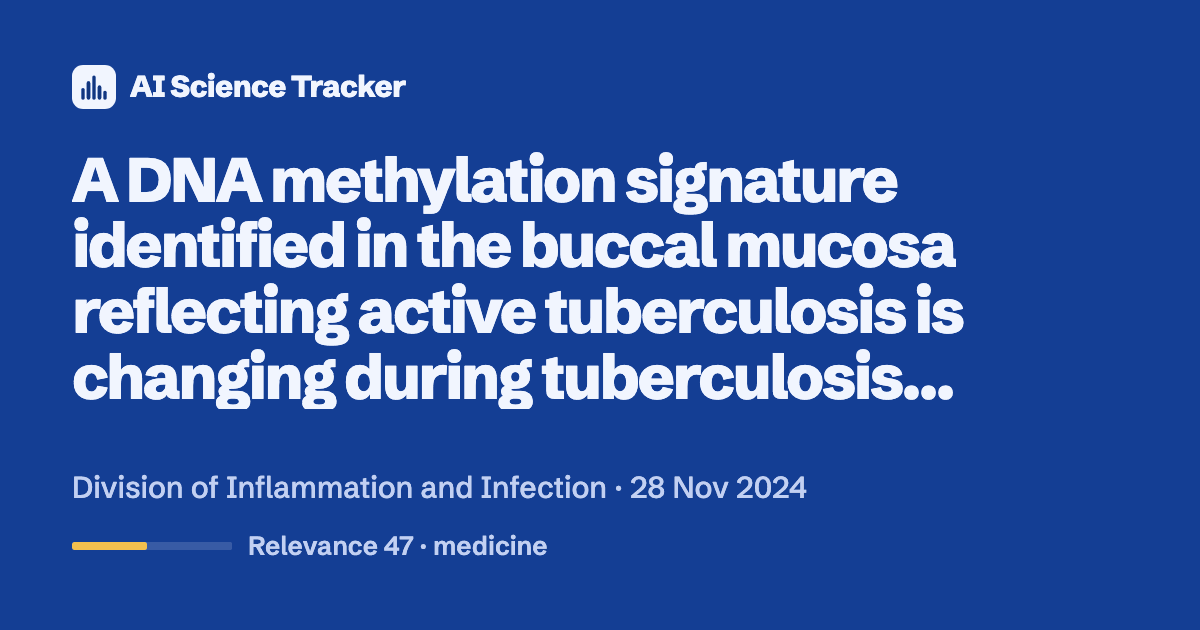 AI Science Tracker
A DNA methylation signature
identified in the buccal mucosa
reflecting active tuberculosis is
changing during tuberculosis...
Division of Inflammation and Infection · 28 Nov 2024
Relevance 47 · medicine